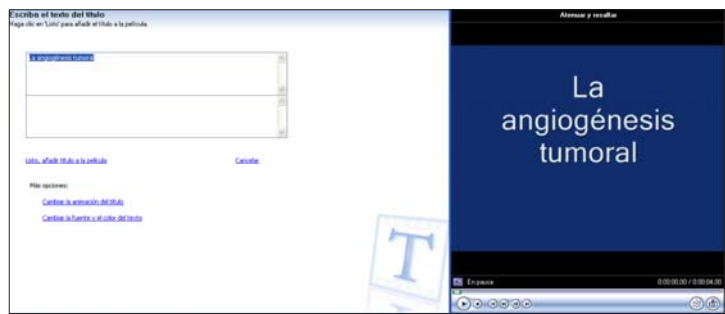 Escriba el texto del título
Haga clic en 'Listo' para añadir el título a la película.
La angiogénesis tumoral
Listo, añadir título a la película
Cancelar
Más opciones:
Cambiar la animación del título
Cambiar la fuente y el color del texto
T
Atenuar y resaltar
La
angiogénesis
tumoral
En pausa
0:00:00,00 / 0:00:04,00